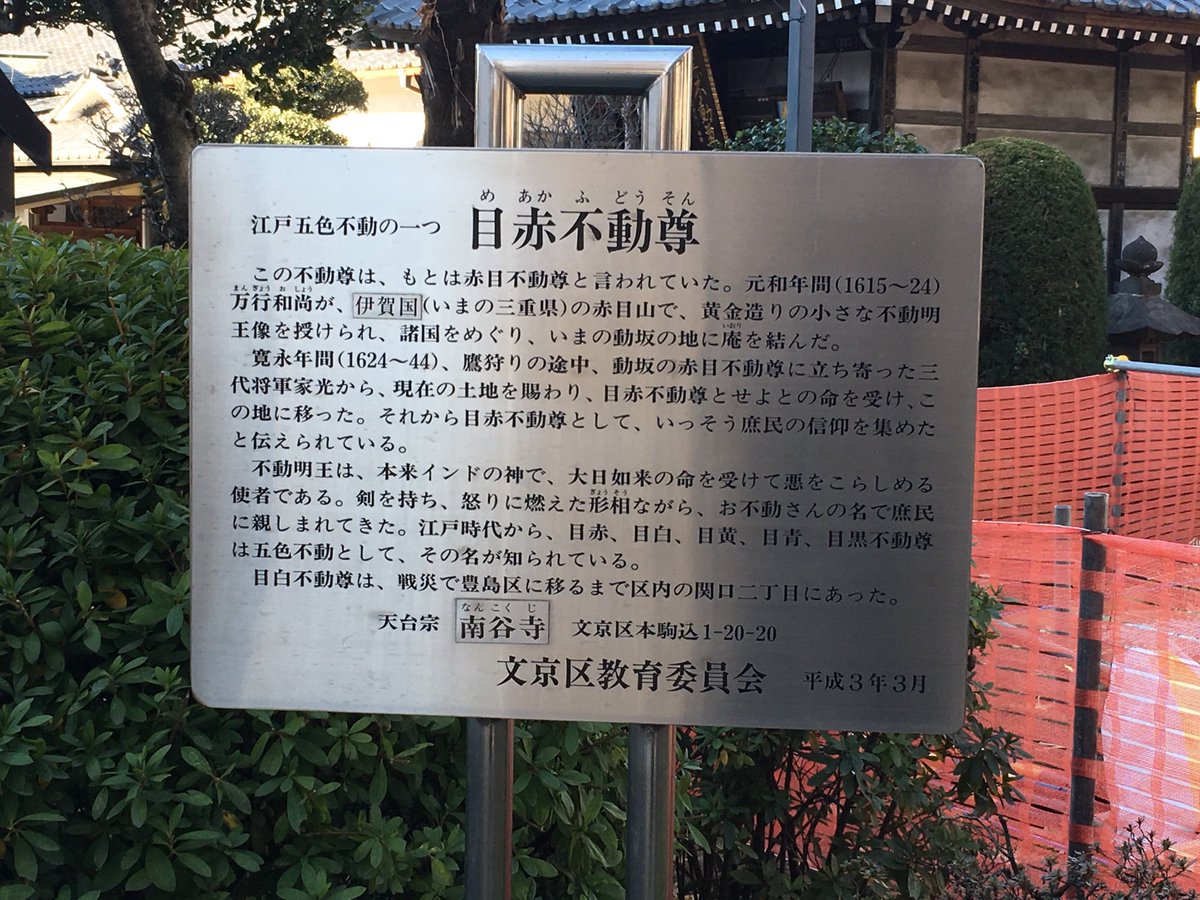 め あか ふ どう そん
江戸五色不動の一つ 目赤不動尊
この不動尊は、もとは赤目不動尊と言われていた。元和年間(1615〜24)
まん ぎょう お しょう
万行和尚が、伊賀国(いまの三重県)の赤目山で、黄金造りの小さな不動明
いおり
王像を授けられ、諸国をめぐり、いまの動坂の地に庵を結んだ。
寛永年間(1624〜44)、鷹狩りの途中、動坂の赤目不動尊に立ち寄った三
代将軍家光から、現在の土地を賜わり、目赤不動尊とせよとの命を受け、こ
の地に移った。それから目赤不動尊として、いっそう庶民の信仰を集めた
と伝えられている。
不動明王は、本来インドの神で、大日如来の命を受けて悪をこらしめる
ぎょう そう
使者である。剣を持ち、怒りに燃えた形相ながら、お不動さんの名で庶民
に親しまれてきた。江戸時代から、目赤、目白、目黄、目青、目黒不動尊
は五色不動として、その名が知られている。
目白不動尊は、戦災で豊島区に移るまで区内の関口二丁目にあった。
なん こく じ
天台宗 南谷寺 文京区本駒込1-20-20
文京区教育委員会 平成3年3月